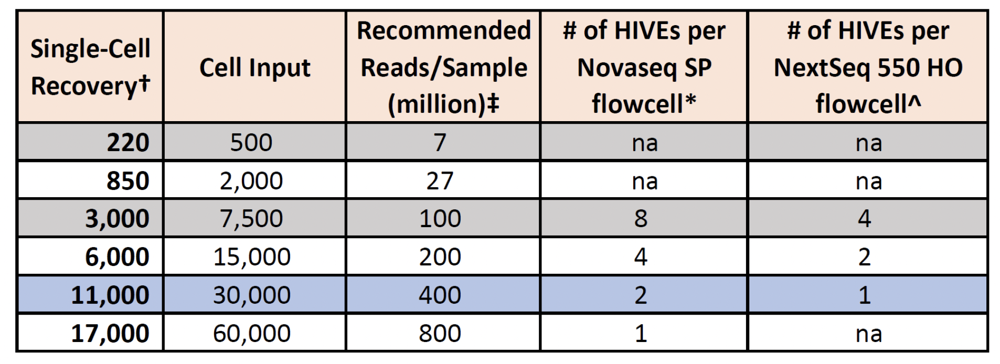 Single-Cell Recovery† | Cell Input | Recommended Reads/Sample (million)‡ | # of HIVEs per Novaseq SP flowcell* | # of HIVEs per NextSeq 550 HO flowcell^
220 | 500 | 7 | na | na
850 | 2,000 | 27 | na | na
3,000 | 7,500 | 100 | 8 | 4
6,000 | 15,000 | 200 | 4 | 2
11,000 | 30,000 | 400 | 2 | 1
17,000 | 60,000 | 800 | 1 | na